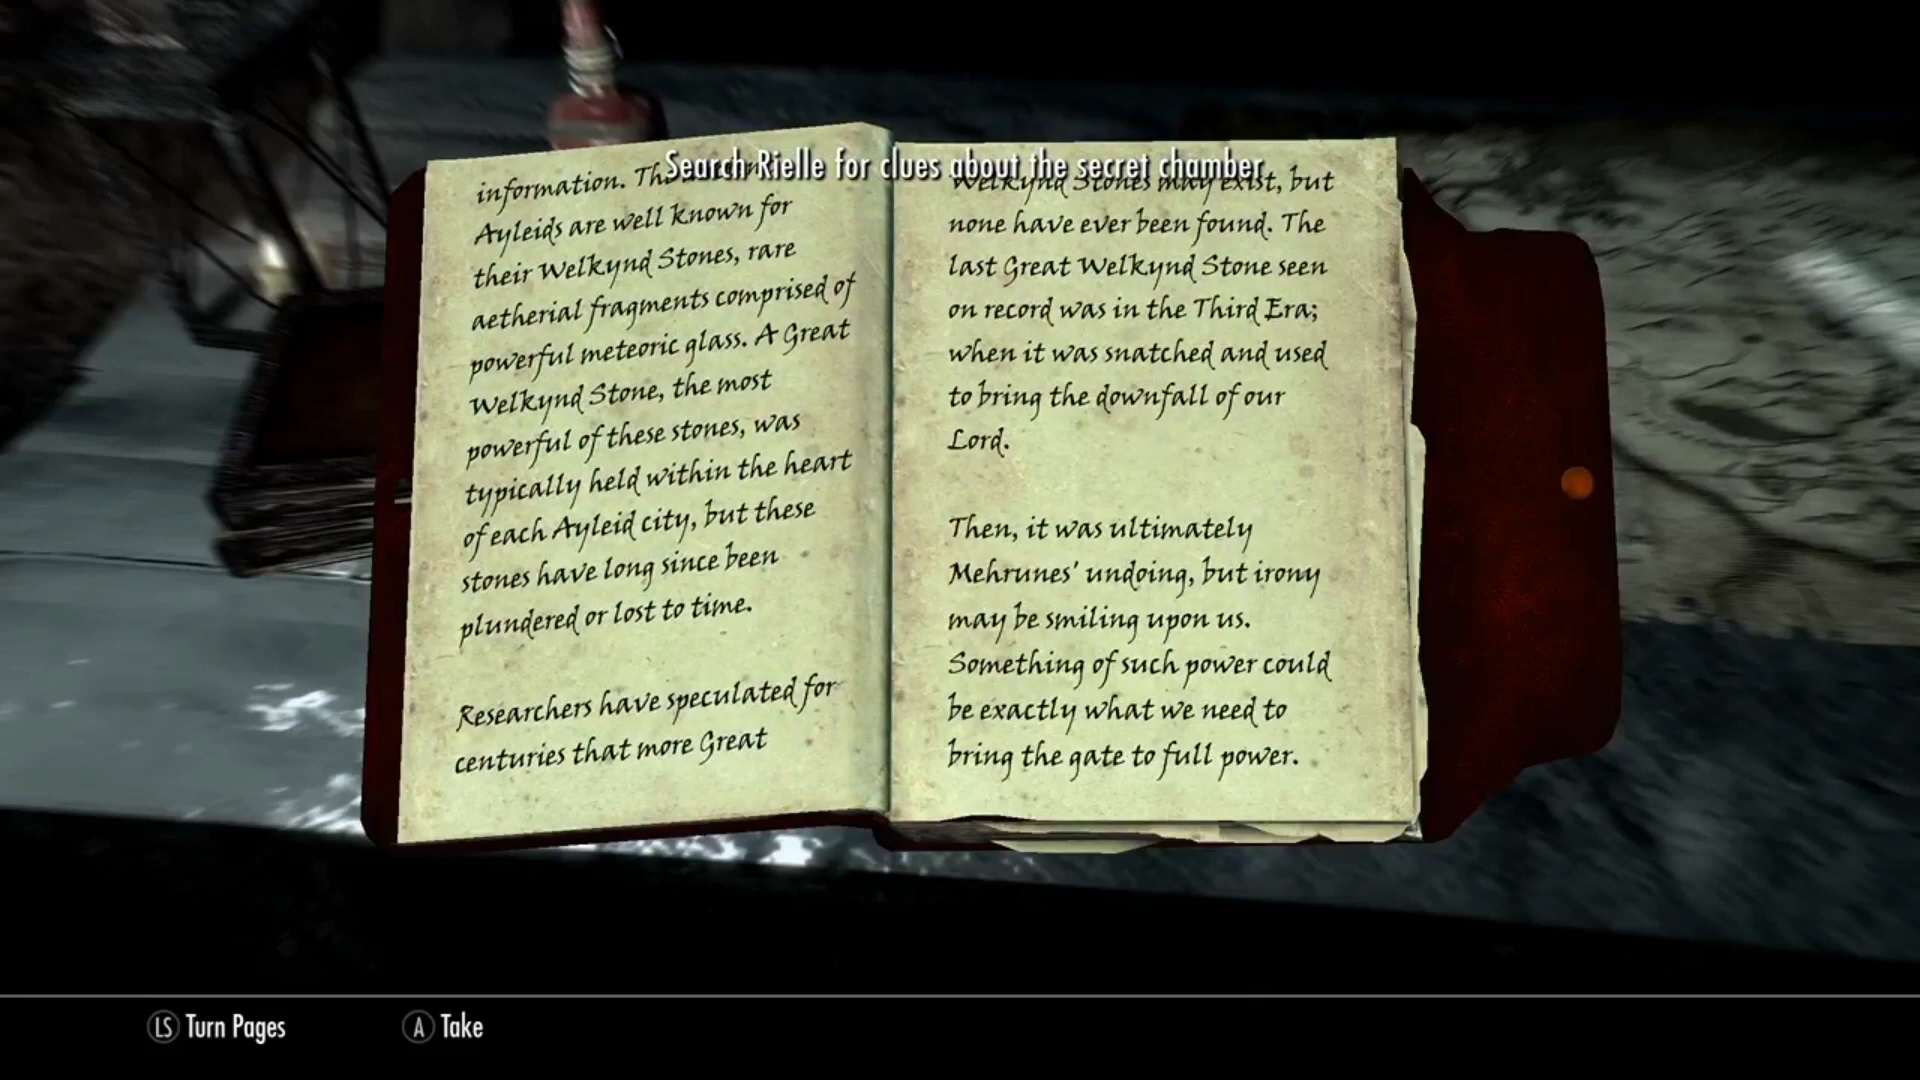 Search Rielle for clues about the secret chamber
information.
Ayleids are well known for
their Welkynd Stones, rare
aetherial fragments comprised of
powerful meteoric glass. A Great
Welkynd Stone, the most
powerful of these stones, was
typically held within the heart
of each Ayleid city, but these
stones have long since been
plundered or lost to time.
Researchers have speculated for
centuries that more Great
Welkynd Stones may exist, but
none have ever been found. The
last Great Welkynd Stone seen
on record was in the Third Era;
when it was snatched and used
to bring the downfall of our
Lord.
Then, it was ultimately
Mehrunes' undoing, but irony
may be smiling upon us.
Something of such power could
be exactly what we need to
bring the gate to full power.
LS Turn Pages
A Take